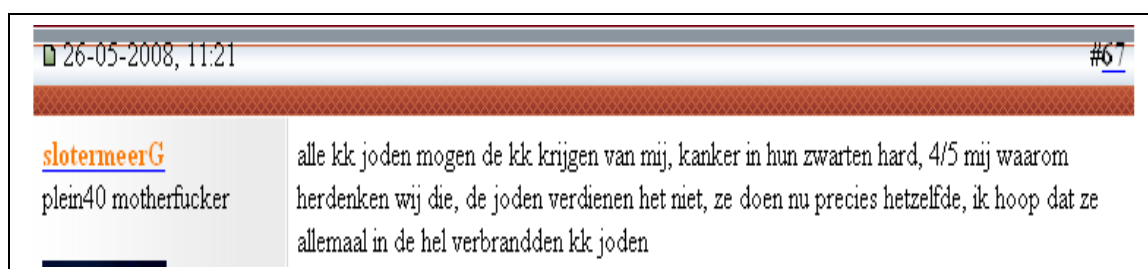 26-05-2008, 11:21 #67
slotermeerG
plein40 motherfucker
alle kk joden mogen de kk krijgen van mij, kanker in hun zwarten hard, 4/5 mij waarom
herdenken wij die, de joden verdienen het niet, ze doen nu precies hetzelfde, ik hoop dat ze
allemaal in de hel verbrandden kk joden